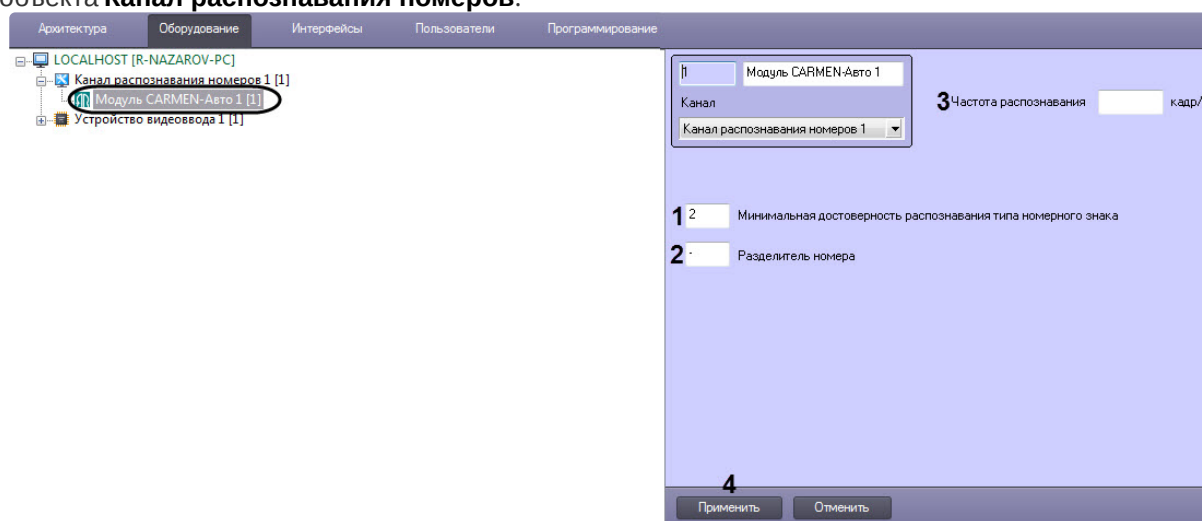 объекта Канал распознавания номеров.
Архитектура Оборудование Интерфейсы Пользователи Программирование
LOCALHOST [R-NAZAROV-PC]
Канал распознавания номеров 1 [1]
Модуль CARMEN-Авто 1 [1]
Устройство видеоввода 1 [1]
1 Модуль CARMEN-Авто 1
Канал
Канал распознавания номеров 1
3 Частота распознавания кадр/
1 2 Минимальная достоверность распознавания типа номерного знака
2 - Разделитель номера
4
Применить Отменить